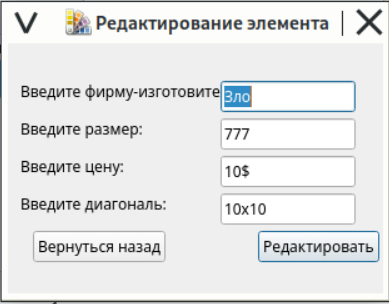 Редактирование элемента
Введите фирму-изготовите
Зло
Введите размер:
777
Введите цену:
10$
Введите диагональ:
10x10
Вернуться назад
Редактировать